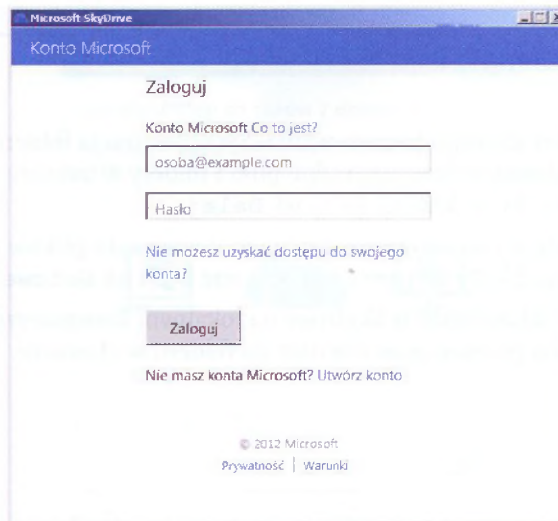 Microsoft SkyDrive
Konto Microsoft
Zaloguj
Konto Microsoft Co to jest?
osoba@example.com
Hasło
Nie możesz uzyskać dostępu do swojego
konta?
Zaloguj
Nie masz konta Microsoft? Utwórz konto
© 2012 Microsoft
Prywatność | Warunki